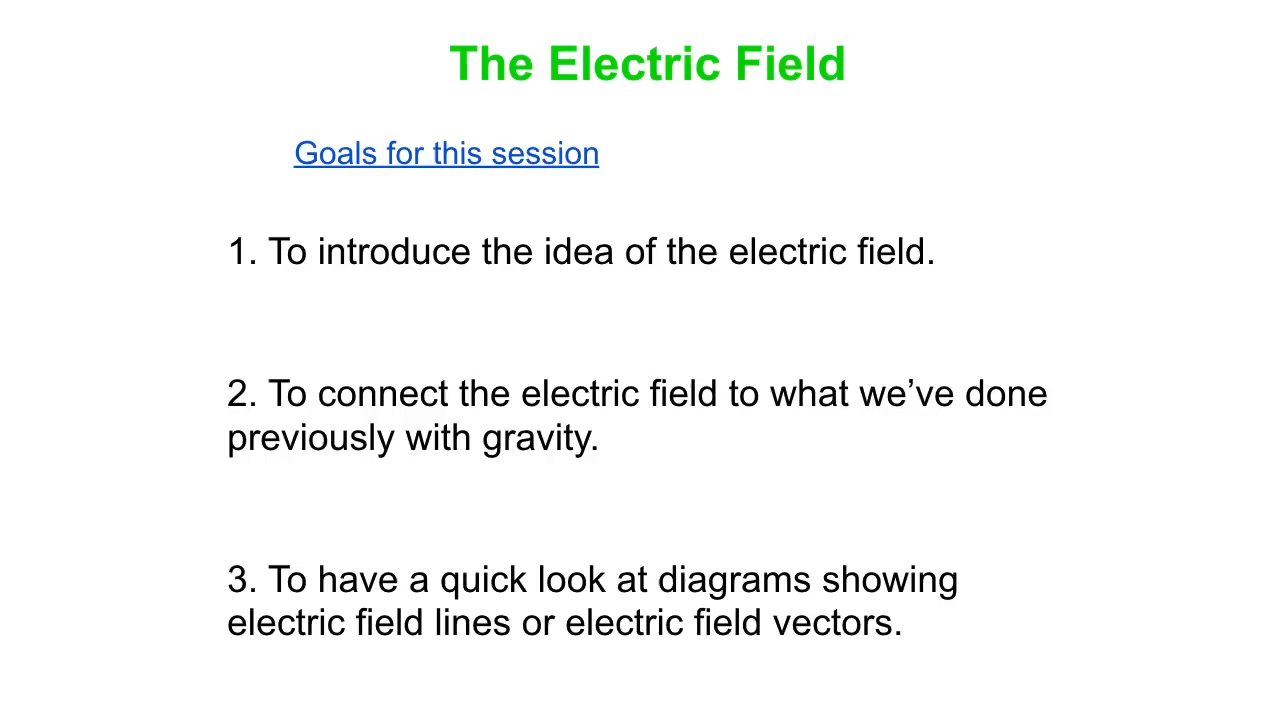 The Electric Field
Goals for this session
1. To introduce the idea of the electric field.
2. To connect the electric field to what we’ve done
previously with gravity.
3. To have a quick look at diagrams showing
electric field lines or electric field vectors.